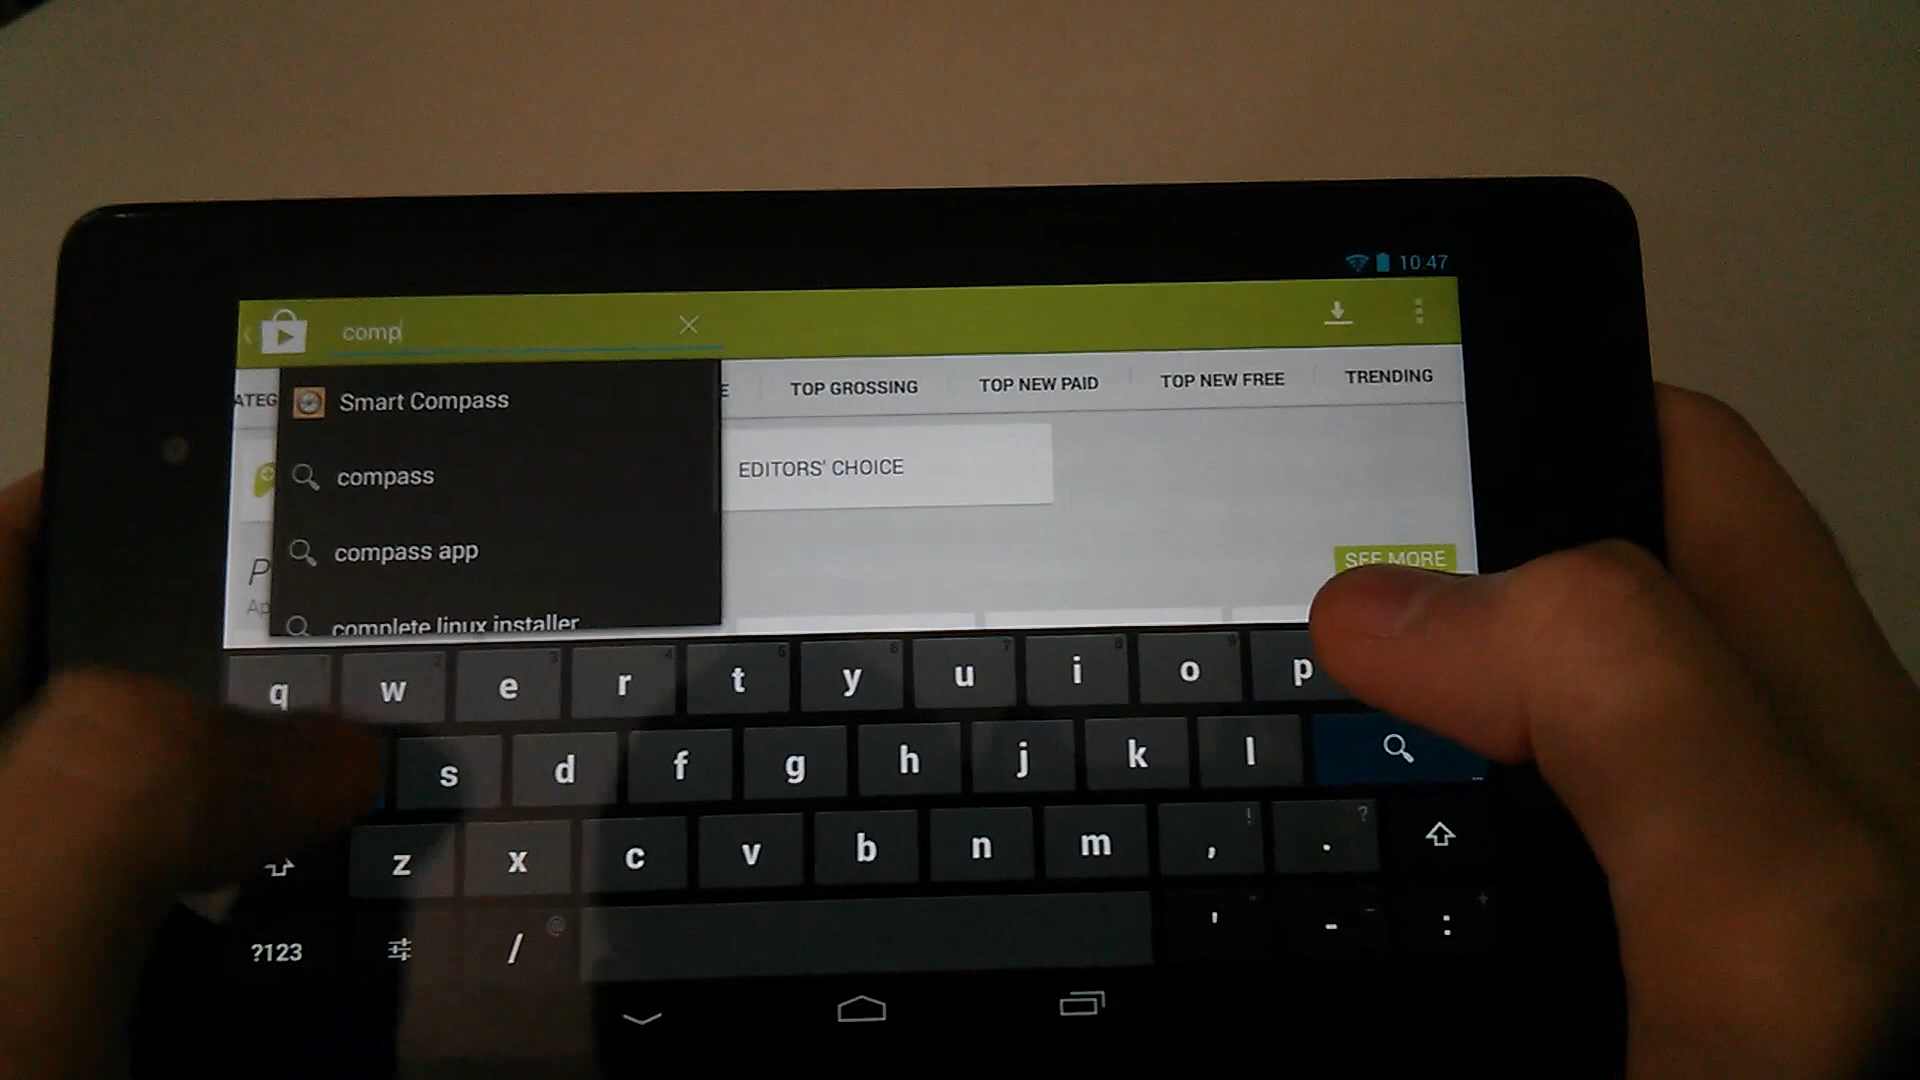 10:47
comp
ATEG
E
TOP GROSSING
TOP NEW PAID
TOP NEW FREE
TRENDING
Smart Compass
compass
compass app
complete linux installer
EDITORS' CHOICE
SEE MORE
P
Ap
q w e r t y u i o p
s d f g h j k l
z x c v b n m , ! . ?
?123 / @ ' " - _ : +